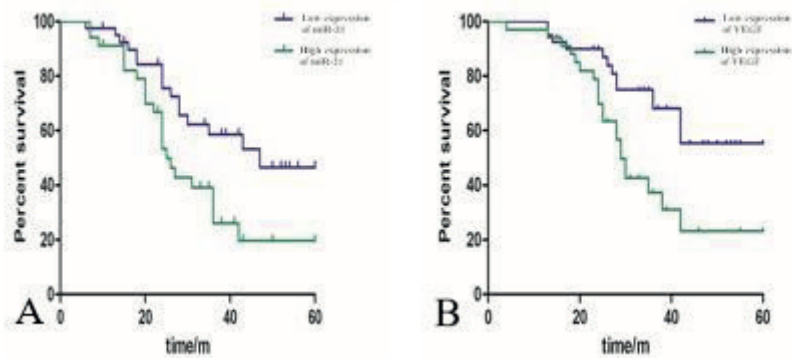 Low expression
of miR-21
High expression
of miR-21
Percent survival
100
80
60
40
20
0
0 20 40 60
time/m
A
Low expression
of VEGF
High expression
of VEGF
Percent survival
100
80
60
40
20
0
0 20 40 60
time/m
B